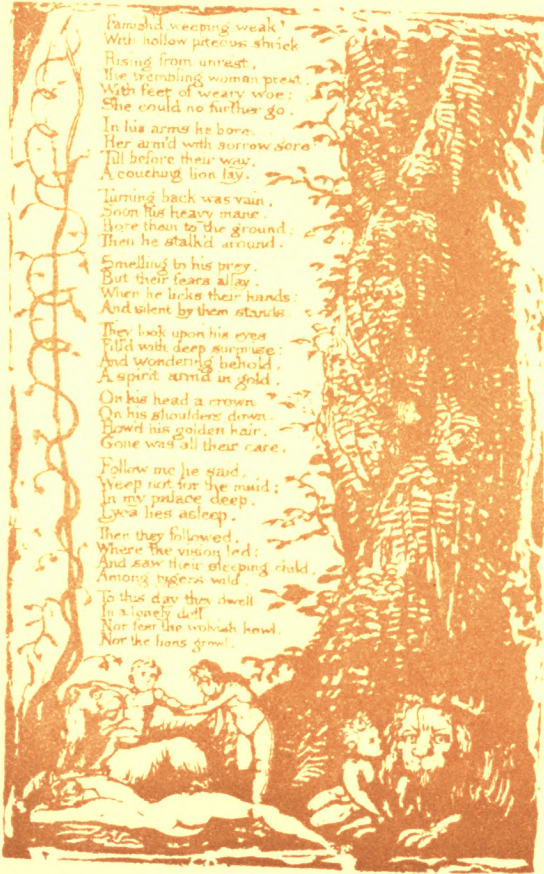 Famish'd, weeping, weak
With hollow piteous shriek
Rising from unrest,
The trembling woman prest,
With feet of weary woe;
She could no further go.
In his arms he bore,
Her arm'd with sorrow sore
Till before their way,
A couching lion lay.
Turning back was vain,
Soon his heavy mane,
Bore them to the ground;
Then he stalk'd around.
Smelling to his prey.
But their fears allay,
When he licks their hands;
And silent by them stands.
They look upon his eyes
Fill'd with deep surprise:
And wondering behold.
A spirit arm'd in gold.
On his head a crown
On his shoulders down.
Flow'd his golden hair.
Gone was all their care.
Follow me he said.
Weep not for the maid;
In my palace deep.
Lyca lies asleep.
Then they followed,
Where the vision led:
And saw their sleeping child,
Among tygers wild.
To this day they dwell
In a lonely dell
Nor fear the wolvish howl,
Nor the lions growl.